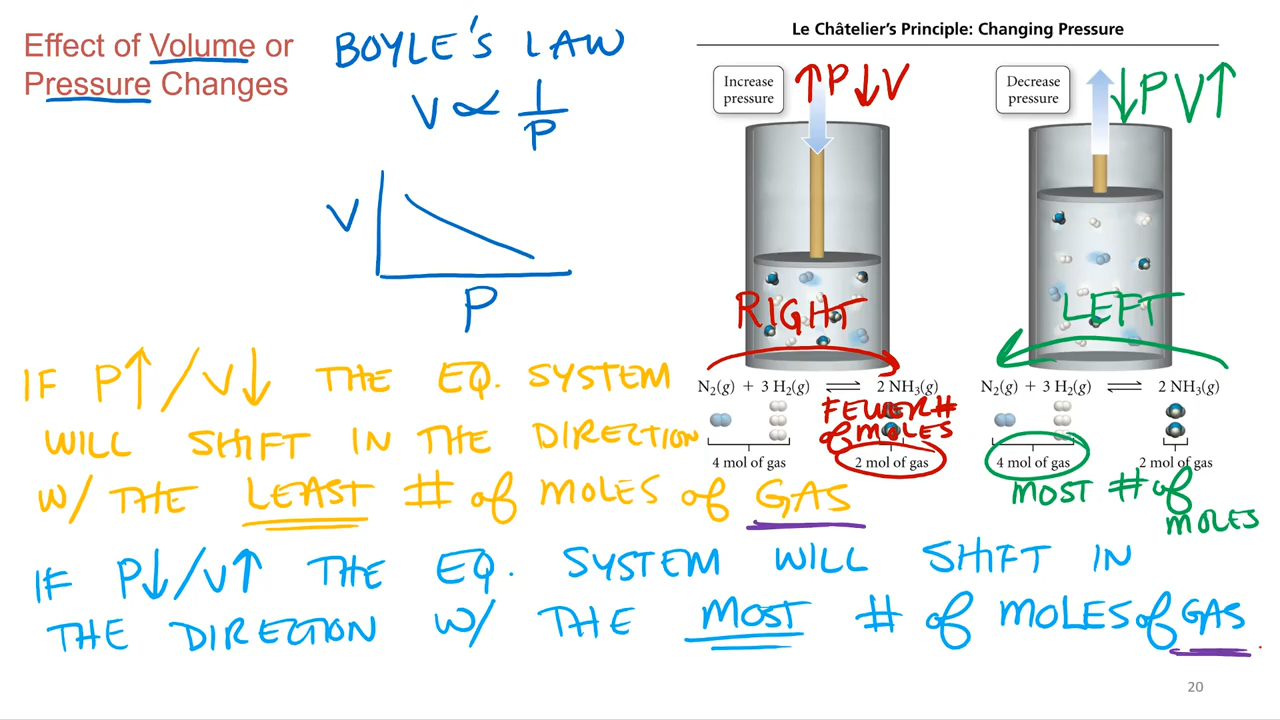 Effect of Volume or
Pressure Changes
BOYLE'S LAW
V ∝ 1/P
V
P
Le Châtelier's Principle: Changing Pressure
Increase
pressure
↑P↓V
Decrease
pressure
↓PV↑
RIGHT
LEFT
N₂(g) + 3 H₂(g) ⇌ 2 NH₃(g)
FEWER #
of MOLES
4 mol of gas
2 mol of gas
N₂(g) + 3 H₂(g) ⇌ 2 NH₃(g)
4 mol of gas
2 mol of gas
MOST # of
MOLES
IF P↑/V↓ THE EQ. SYSTEM
WILL SHIFT IN THE DIRECTION
W/ THE LEAST # of MOLES of GAS
IF P↓/V↑ THE EQ. SYSTEM WILL SHIFT IN
THE DIRECTION W/ THE MOST # of MOLES of GAS
20